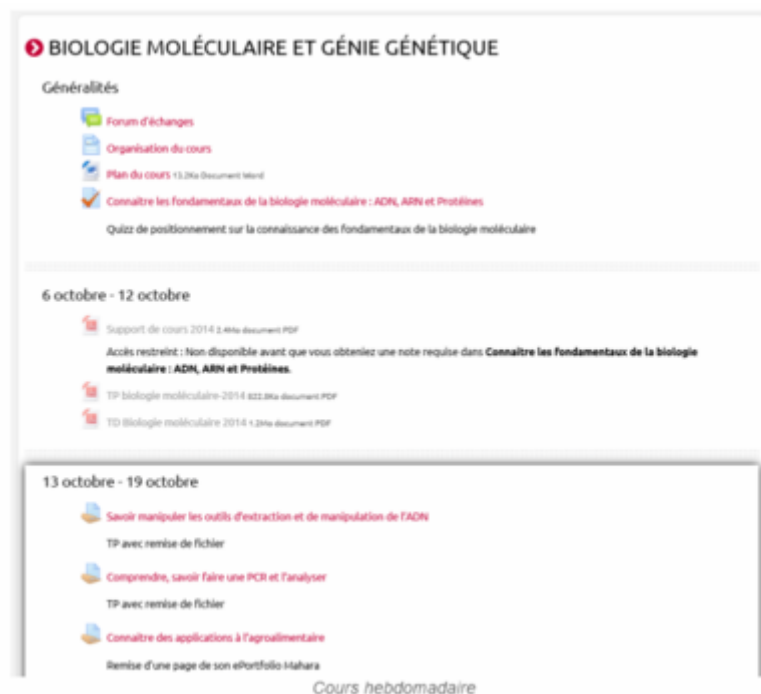 BIOLOGIE MOLÉCULAIRE ET GÉNIE GÉNÉTIQUE
Généralités
Forum d'échanges
Organisation du cours
Plan du cours 13.2Ko Document Word
Connaitre les fondamentaux de la biologie moléculaire : ADN, ARN et Protéines
Quizz de positionnement sur la connaissance des fondamentaux de la biologie moléculaire
6 octobre - 12 octobre
Support de cours 2014 2.4Mo document PDF
Accès restreint : Non disponible avant que vous obteniez une note requise dans Connaitre les fondamentaux de la biologie
moléculaire : ADN, ARN et Protéines.
TP biologie moléculaire-2014 document PDF
TD Biologie moléculaire 2014 1.2Mo document PDF
13 octobre - 19 octobre
Savoir manipuler les outils d'extraction et de manipulation de l'ADN
TP avec remise de fichier
Comprendre, savoir faire une PCR et l'analyser
TP avec remise de fichier
Connaitre des applications à l'agroalimentaire
Remise d'une page de son ePortfolio Mahara
Cours hebdomadaire